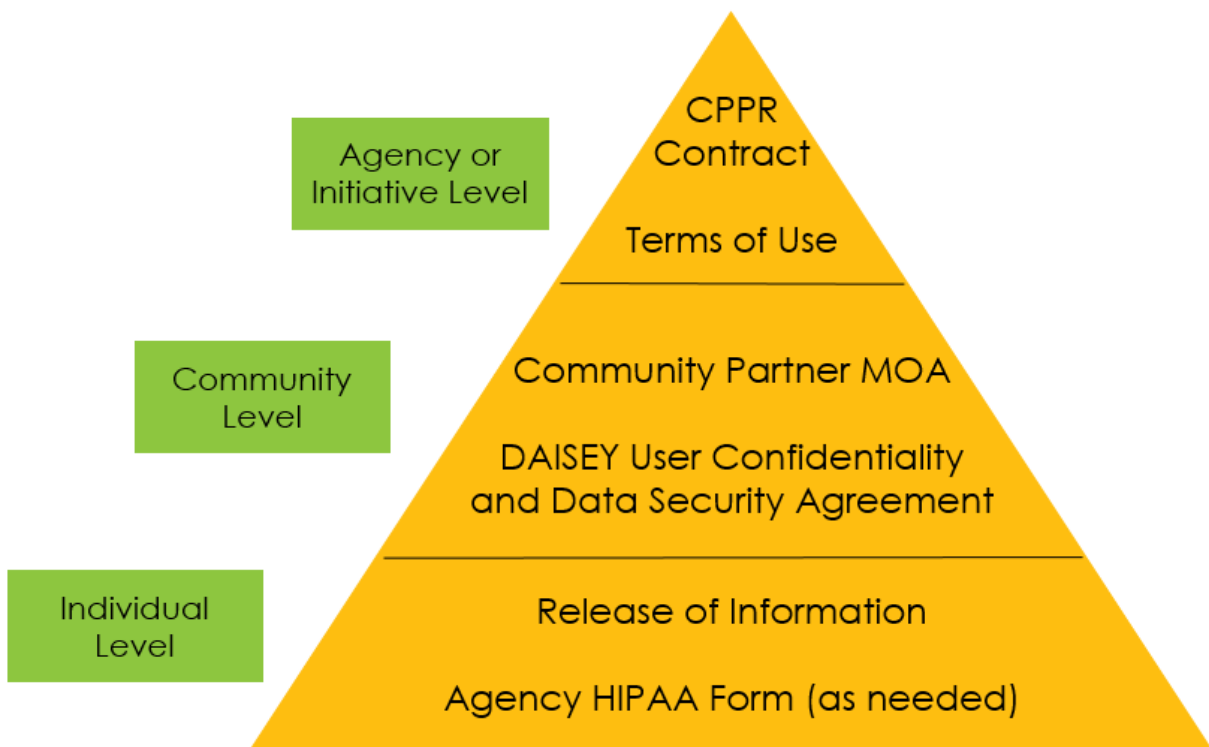 CPPR
Contract
Agency or
Initiative Level
Terms of Use
Community
Level
Community Partner MOA
DAISEY User Confidentiality
and Data Security Agreement
Individual
Level
Release of Information
Agency HIPAA Form (as needed)